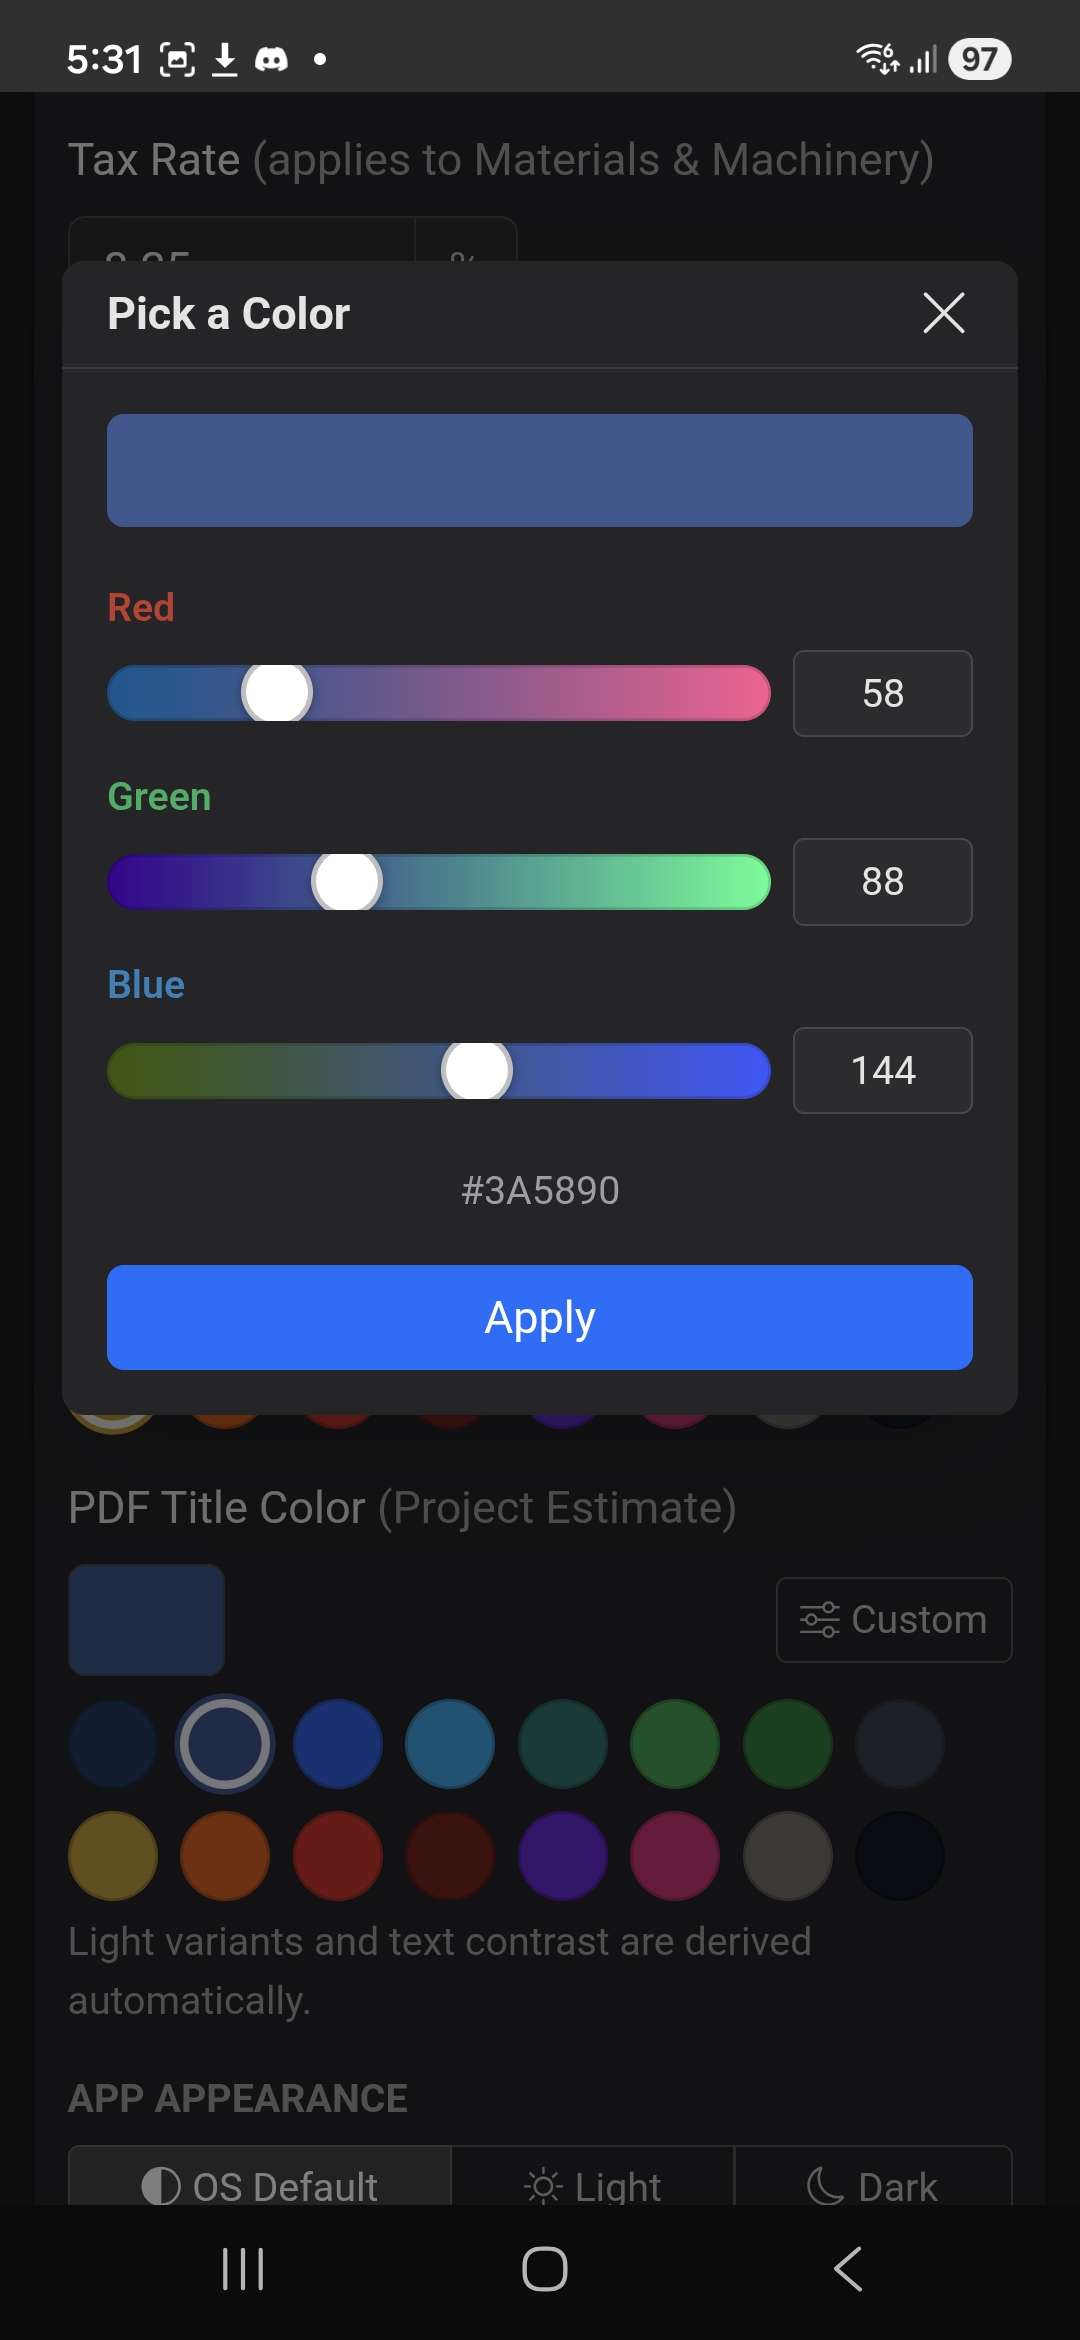 5:31
6
97
Tax Rate (applies to Materials & Machinery)
Pick a Color
Red
58
Green
88
Blue
144
#3A5890
Apply
PDF Title Color (Project Estimate)
Custom
Light variants and text contrast are derived
automatically.
APP APPEARANCE
OS Default
Light
Dark